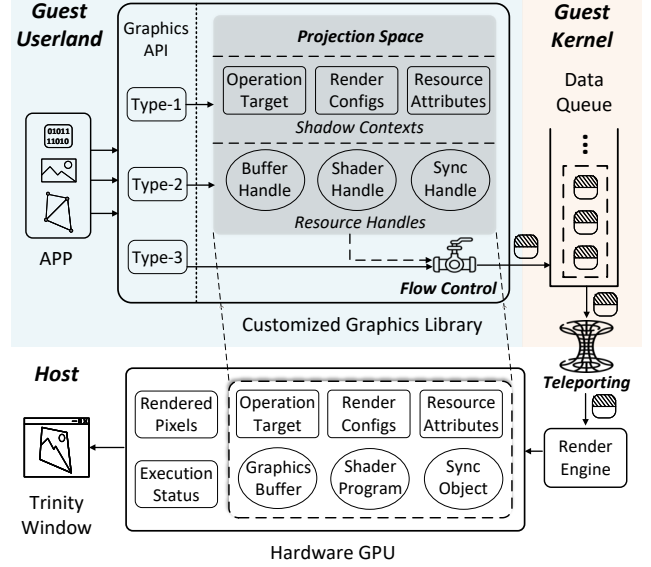 Guest
Userland
Guest
Kernel
Graphics
API
Projection Space
Data
Queue
Operation
Target
Render
Configs
Resource
Attributes
Type-1
Shadow Contexts
01011
11010
Type-2
Buffer
Handle
Shader
Handle
Sync
Handle
Resource Handles
APP
Type-3
Flow Control
Customized Graphics Library
Host
Teleporting
Rendered
Pixels
Operation
Target
Render
Configs
Resource
Attributes
Execution
Status
Graphics
Buffer
Shader
Program
Sync
Object
Render
Engine
Trinity
Window
Hardware GPU